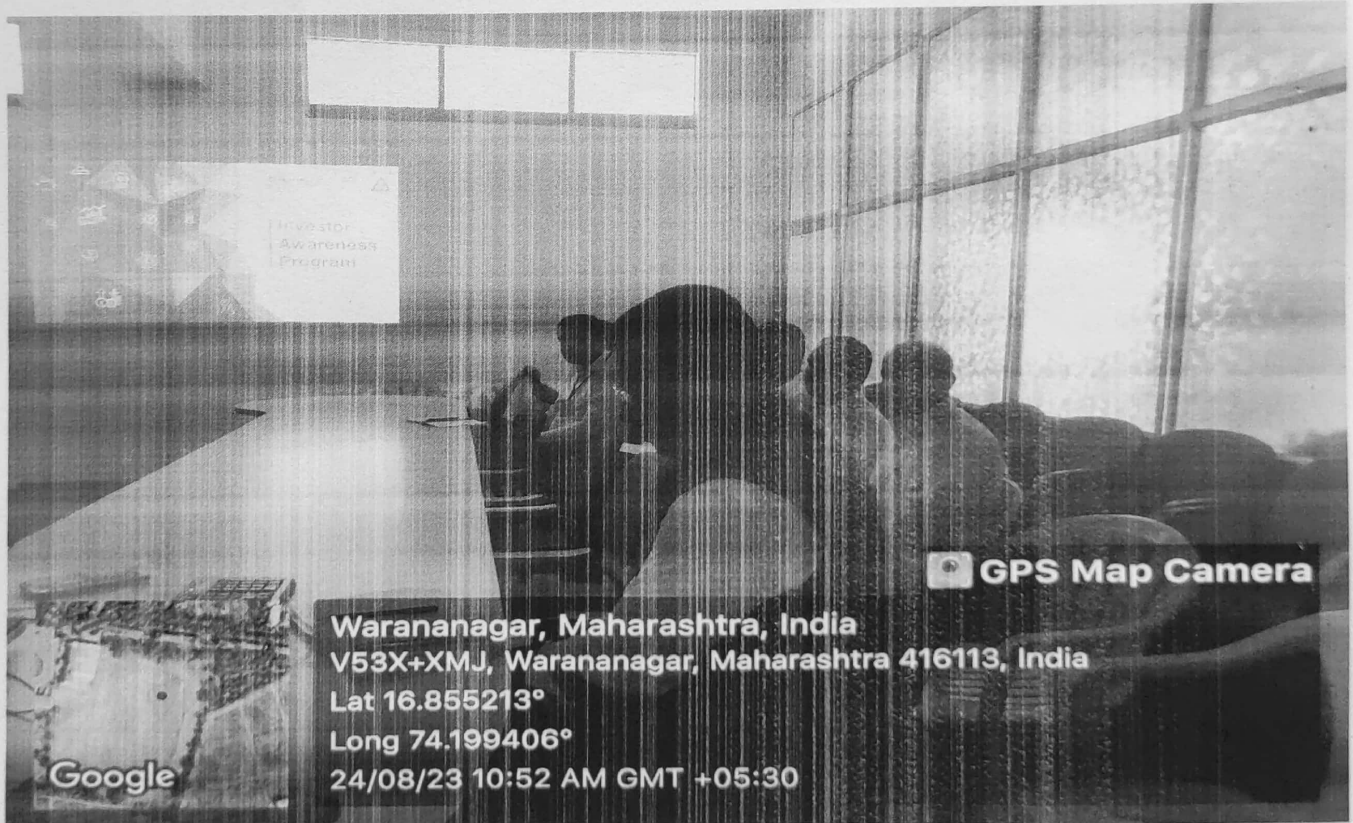 Investor
Awareness
Program
GPS Map Camera
Warananagar, Maharashtra, India
V53X+XMJ, Warananagar, Maharashtra 416113, India
Lat 16.855213°
Long 74.199406°
24/08/23 10:52 AM GMT +05:30
Google